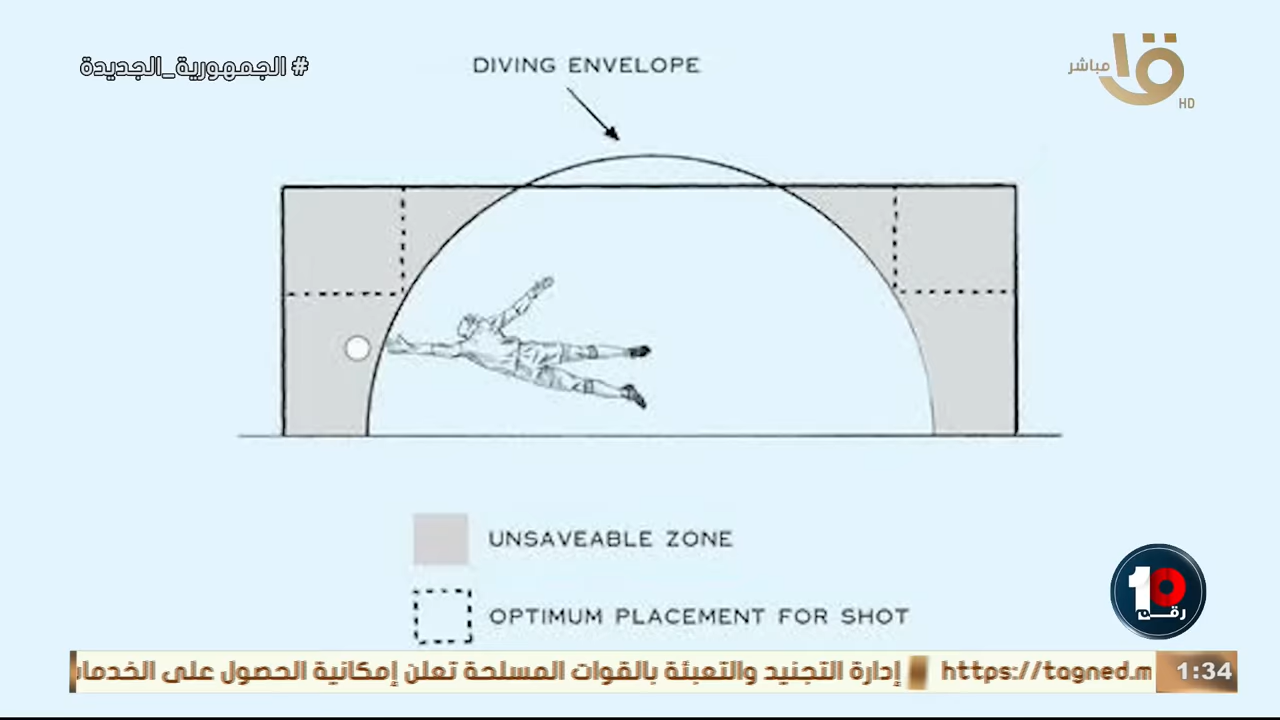 #الجمهورية_الجديدة
DIVING ENVELOPE
مباشر
HD
UNSAVEABLE ZONE
OPTIMUM PLACEMENT FOR SHOT
رقم 10
إدارة التجنيد والتعبئة بالقوات المسلحة تعلن إمكانية الحصول على
https://tagned.m
1:34